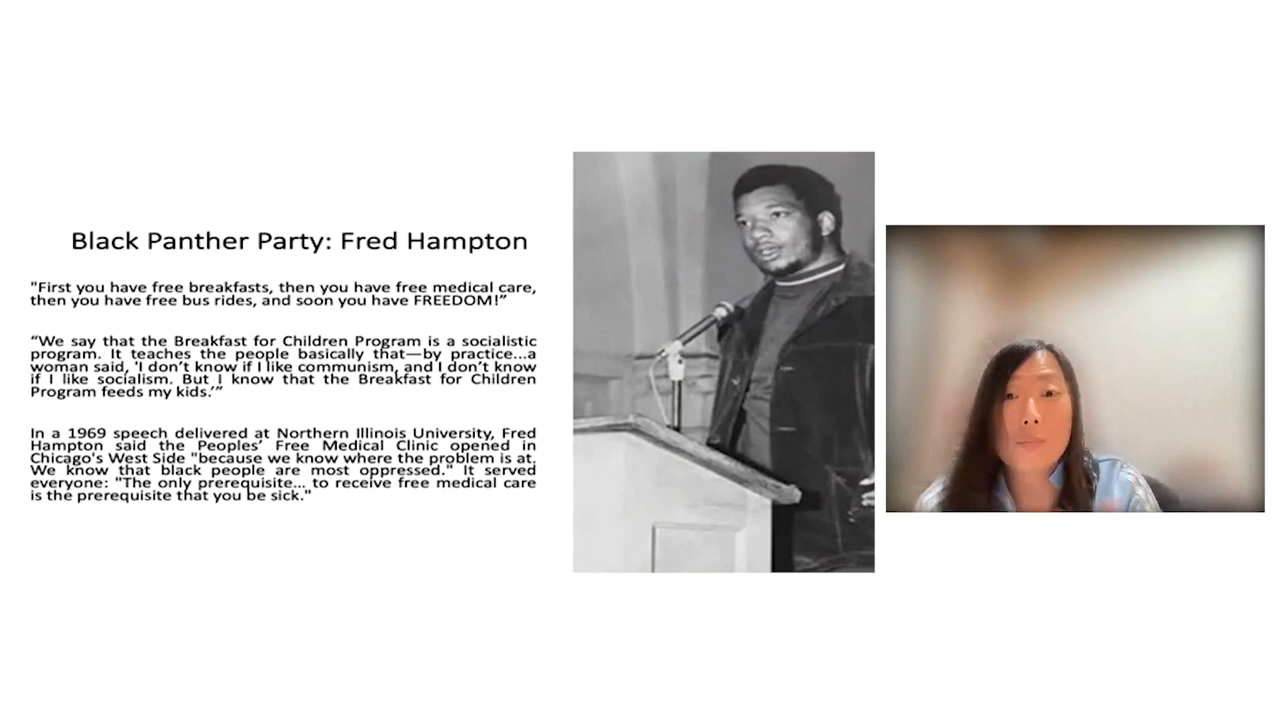 Black Panther Party: Fred Hampton
"First you have free breakfasts, then you have free medical care,
then you have free bus rides, and soon you have FREEDOM!”
“We say that the Breakfast for Children Program is a socialistic
program. It teaches the people basically that—by practice...a
woman said, 'I don’t know if I like communism, and I don’t know
if I like socialism. But I know that the Breakfast for Children
Program feeds my kids.’”
In a 1969 speech delivered at Northern Illinois University, Fred
Hampton said the Peoples’ Free Medical Clinic opened in
Chicago's West Side "because we know where the problem is at.
We know that black people are most oppressed." It served
everyone: "The only prerequisite... to receive free medical care
is the prerequisite that you be sick."